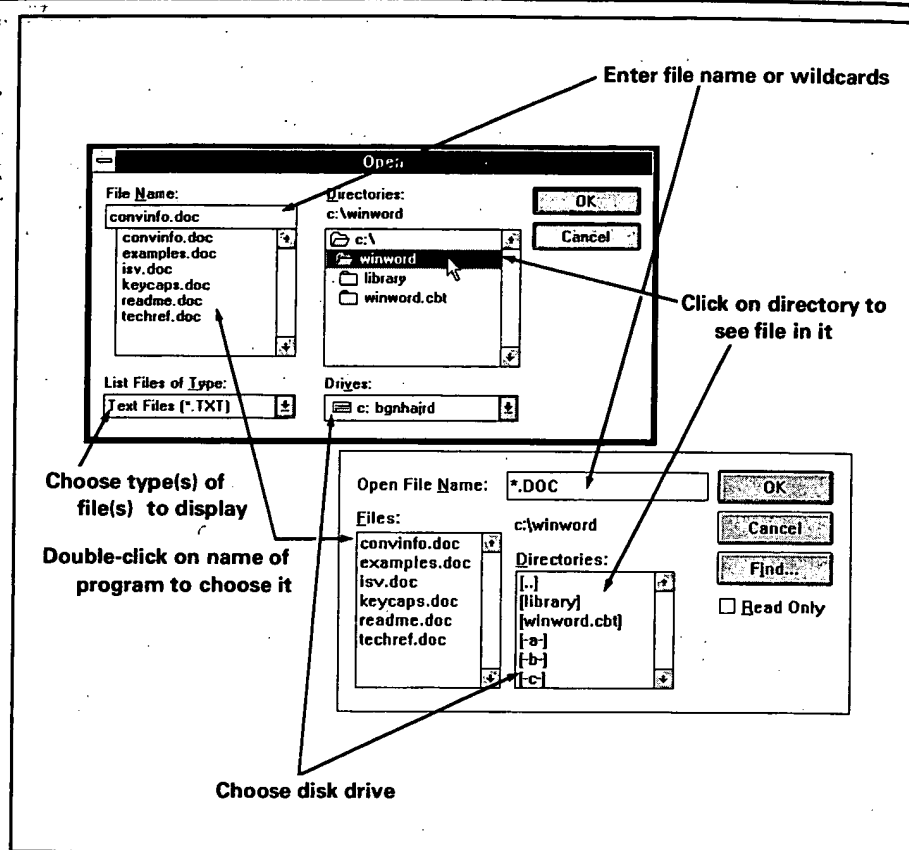 Enter file name or wildcards
Open
File Name:
convinfo.doc
convinfo.doc
examples.doc
isv.doc
keycaps.doc
readme.doc
techref.doc
List Files of Type:
Text Files (*.TXT)
Directories:
c:\winword
c:\
winword
library
winword.cbt
Drives:
c: bgnhajrd
OK
Cancel
Click on directory to
see file in it
Choose type(s) of
file(s) to display
Double-click on name of
program to choose it
Open File Name:
*.DOC
Files:
convinfo.doc
examples.doc
isv.doc
keycaps.doc
readme.doc
techref.doc
c:\winword
Directories:
[..]
[library]
[winword.cbt]
[-a-]
[-b-]
[-c-]
OK
Cancel
Find...
Read Only
Choose disk drive